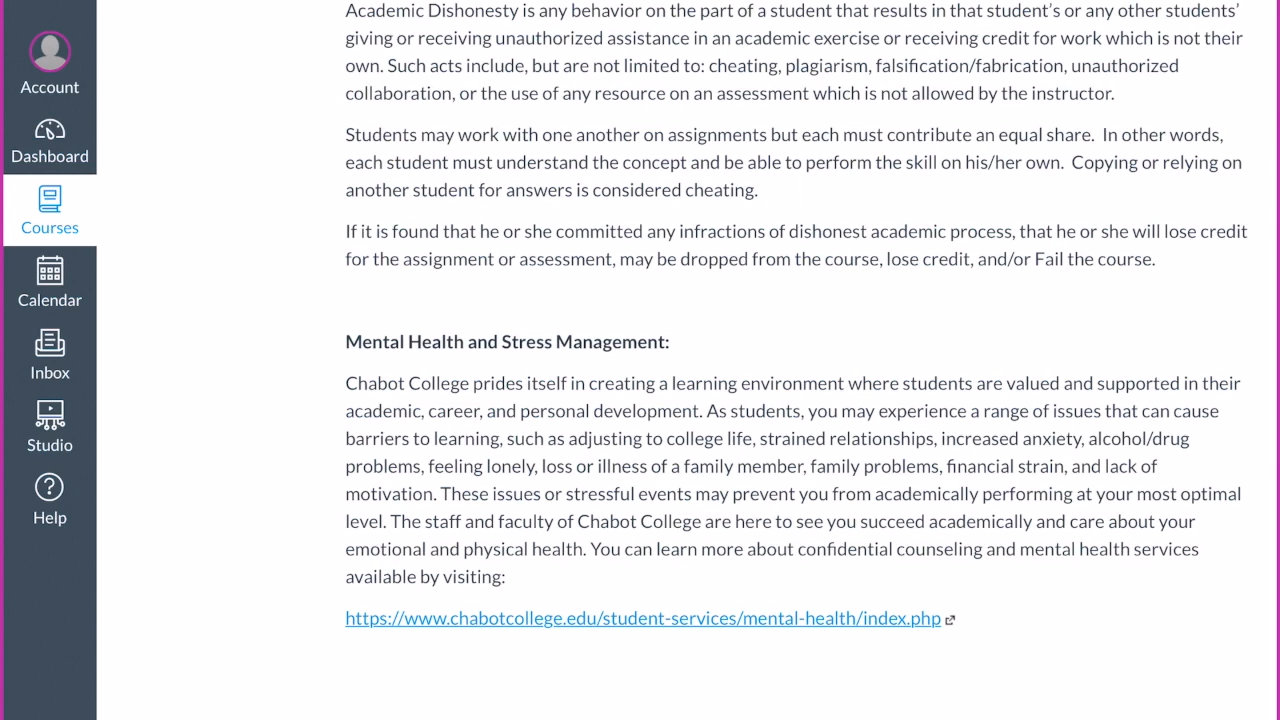 Account
Dashboard
Courses
Calendar
Inbox
Studio
Help
Academic Dishonesty is any behavior on the part of a student that results in that student’s or any other students’
giving or receiving unauthorized assistance in an academic exercise or receiving credit for work which is not their
own. Such acts include, but are not limited to: cheating, plagiarism, falsification/fabrication, unauthorized
collaboration, or the use of any resource on an assessment which is not allowed by the instructor.
Students may work with one another on assignments but each must contribute an equal share.  In other words,
each student must understand the concept and be able to perform the skill on his/her own.  Copying or relying on
another student for answers is considered cheating.
If it is found that he or she committed any infractions of dishonest academic process, that he or she will lose credit
for the assignment or assessment, may be dropped from the course, lose credit, and/or Fail the course.
Mental Health and Stress Management:
Chabot College prides itself in creating a learning environment where students are valued and supported in their
academic, career, and personal development. As students, you may experience a range of issues that can cause
barriers to learning, such as adjusting to college life, strained relationships, increased anxiety, alcohol/drug
problems, feeling lonely, loss or illness of a family member, family problems, financial strain, and lack of
motivation. These issues or stressful events may prevent you from academically performing at your most optimal
level. The staff and faculty of Chabot College are here to see you succeed academically and care about your
emotional and physical health. You can learn more about confidential counseling and mental health services
available by visiting:
https://www.chabotcollege.edu/student-services/mental-health/index.php